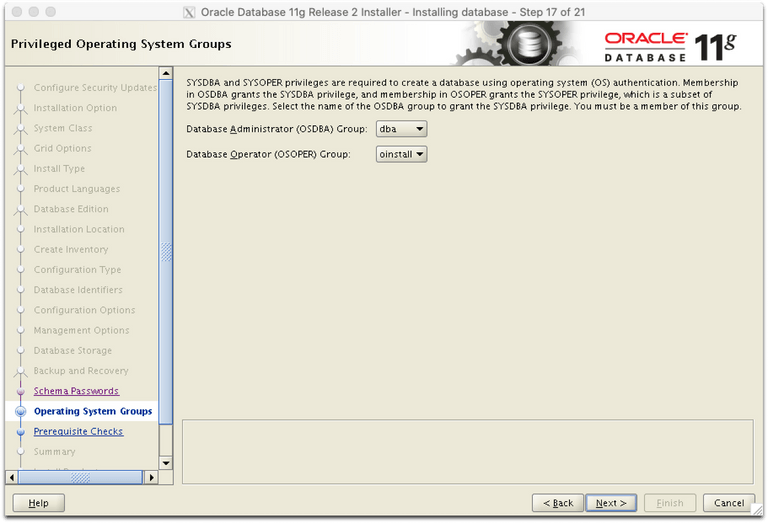 Oracle Database 11g Release 2 Installer - Installing database - Step 17 of 21
Privileged Operating System Groups
ORACLE
DATABASE
11g
Configure Security Updates
Installation Option
System Class
Grid Options
Install Type
Product Languages
Database Edition
Installation Location
Create Inventory
Configuration Type
Database Identifiers
Configuration Options
Management Options
Database Storage
Backup and Recovery
Schema Passwords
Operating System Groups
Prerequisite Checks
Summary
SYSDBA and SYSOPER privileges are required to create a database using operating system (OS) authentication. Membership
in OSDBA grants the SYSDBA privilege, and membership in OSOPER grants the SYSOPER privilege, which is a subset of
SYSDBA privileges. Select the name of the OSDBA group to grant the SYSDBA privilege. You must be a member of this group.
Database Administrator (OSDBA) Group: dba
Database Operator (OSOPER) Group: oinstall
Help
< Back Next > Finish Cancel